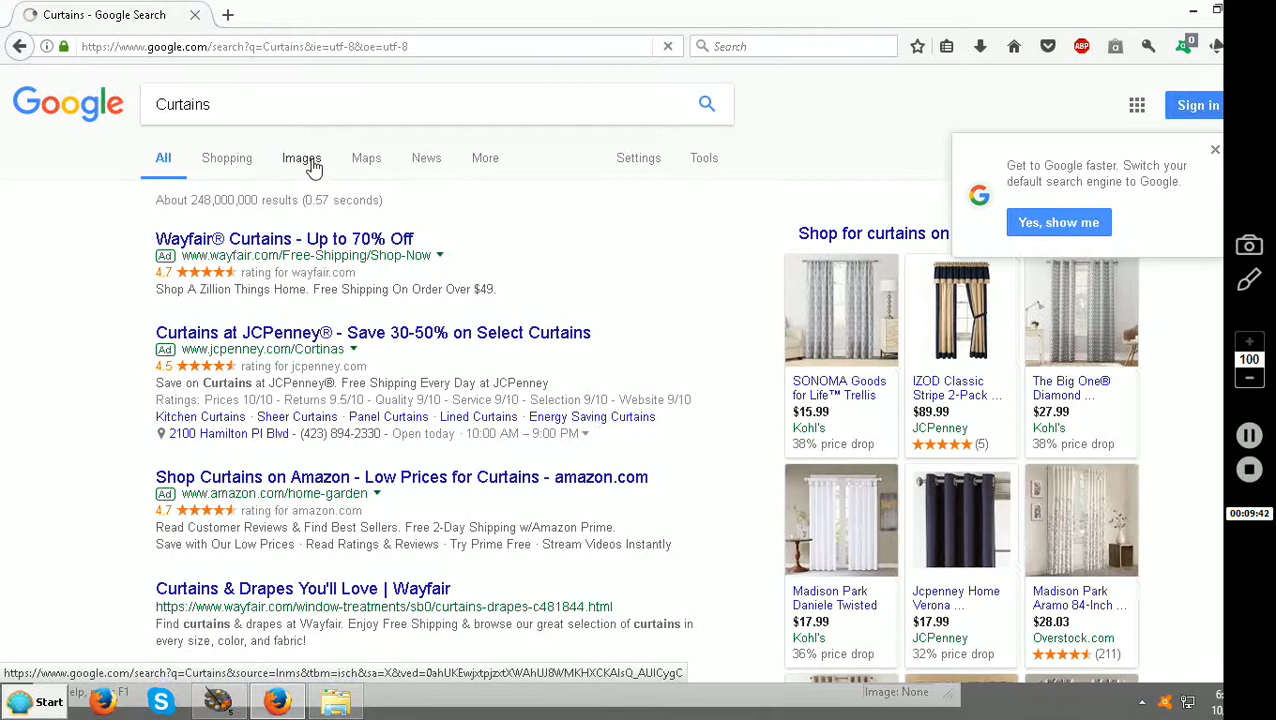 Curtains - Google Search
https://www.google.com/search?q=Curtains&ie=utf-8&oe=utf-8
Search
ABP
a
0
Google
Curtains
Sign in
All Shopping Images Maps News More Settings Tools
Get to Google faster. Switch your
default search engine to Google.
Yes, show me
About 248,000,000 results (0.57 seconds)
Wayfair® Curtains - Up to 70% Off
Ad www.wayfair.com/Free-Shipping/Shop-Now
4.7 rating for wayfair.com
Shop A Zillion Things Home. Free Shipping On Order Over $49.
Curtains at JCPenney® - Save 30-50% on Select Curtains
Ad www.jcpenney.com/Cortinas
4.5 rating for jcpenney.com
Save on Curtains at JCPenney®. Free Shipping Every Day at JCPenney
Ratings: Prices 10/10 - Returns 9.5/10 - Quality 9/10 - Service 9/10 - Selection 9/10 - Website 9/10
Kitchen Curtains · Sheer Curtains · Panel Curtains · Lined Curtains · Energy Saving Curtains
2100 Hamilton Pl Blvd - (423) 894-2330 - Open today · 10:00 AM – 9:00 PM
Shop Curtains on Amazon - Low Prices for Curtains - amazon.com
Ad www.amazon.com/home-garden
4.7 rating for amazon.com
Read Customer Reviews & Find Best Sellers. Free 2-Day Shipping w/Amazon Prime.
Save with Our Low Prices · Read Ratings & Reviews · Try Prime Free · Stream Videos Instantly
Curtains & Drapes You'll Love | Wayfair
https://www.wayfair.com/window-treatments/sb0/curtains-drapes-c481844.html
Find curtains & drapes at Wayfair. Enjoy Free Shipping & browse our great selection of curtains in
every size, color, and fabric!
Shop for curtains on
SONOMA Goods
for Life™ Trellis
$15.99
Kohl's
38% price drop
IZOD Classic
Stripe 2-Pack ...
$89.99
JCPenney
(5)
The Big One®
Diamond ...
$27.99
Kohl's
38% price drop
Madison Park
Daniele Twisted
$17.99
Kohl's
36% price drop
Jcpenney Home
Verona ...
$17.99
JCPenney
32% price drop
Madison Park
Aramo 84-Inch ...
$28.03
Overstock.com
(211)
100
00:09:42
Start
elp, F1
Image: None
6:
10,